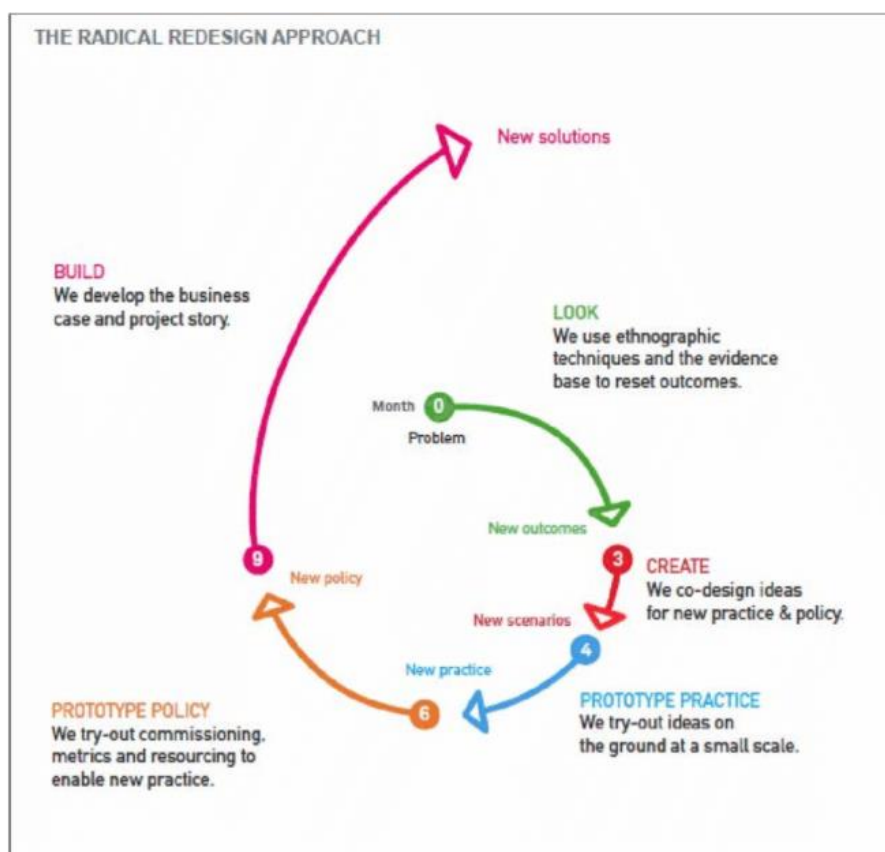 THE RADICAL REDESIGN APPROACH
New solutions
BUILD
We develop the business
case and project story.
LOOK
We use ethnographic
techniques and the evidence
base to reset outcomes.
Month 0
Problem
New outcomes
3
CREATE
We co-design ideas
for new practice & policy.
New scenarios
4
PROTOTYPE PRACTICE
We try-out ideas on
the ground at a small scale.
New practice
6
PROTOTYPE POLICY
We try-out commissioning,
metrics and resourcing to
enable new practice.
New policy
9